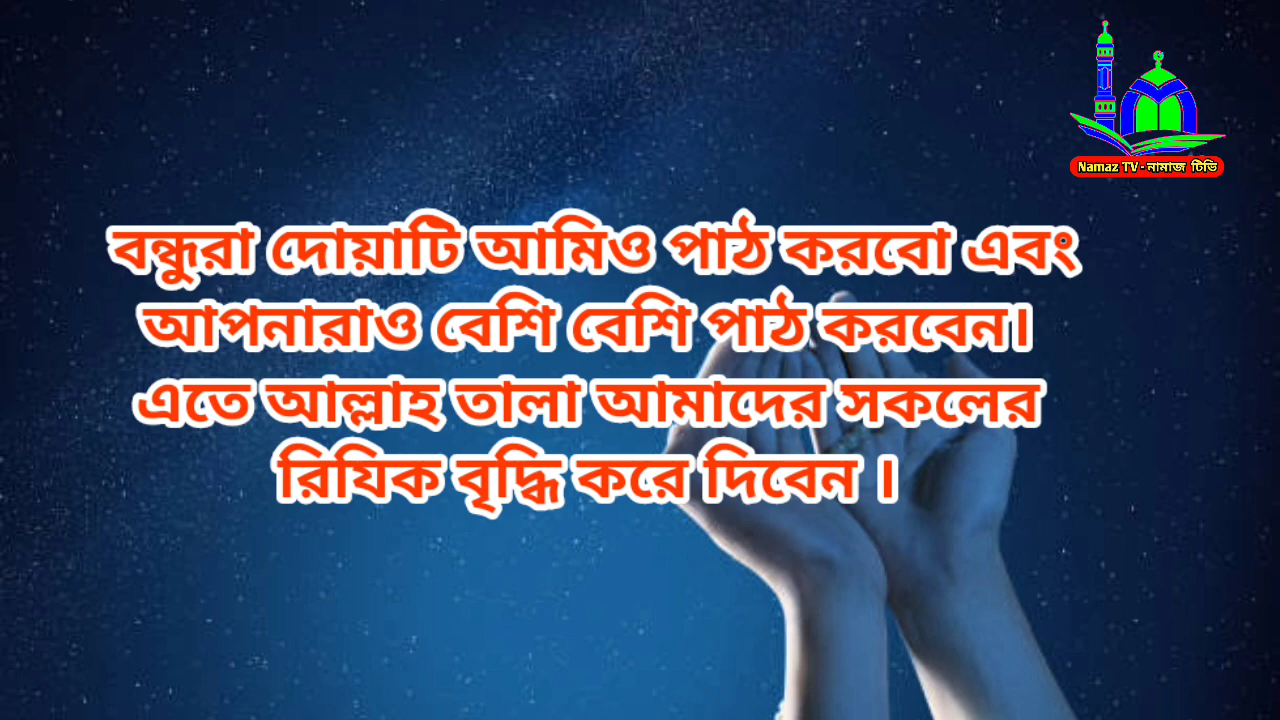 Namaz TV - নামাজ টিভি
বন্ধুরা দোয়াটি আমিও পাঠ করবো এবং
আপনারাও বেশি বেশি পাঠ করবেন।
এতে আল্লাহ তালা আমাদের সকলের
রিযিক বৃদ্ধি করে দিবেন ।